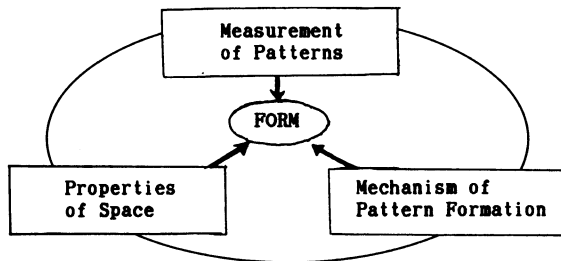 Measurement
of Patterns
FORM
Properties
of Space
Mechanism of
Pattern Formation